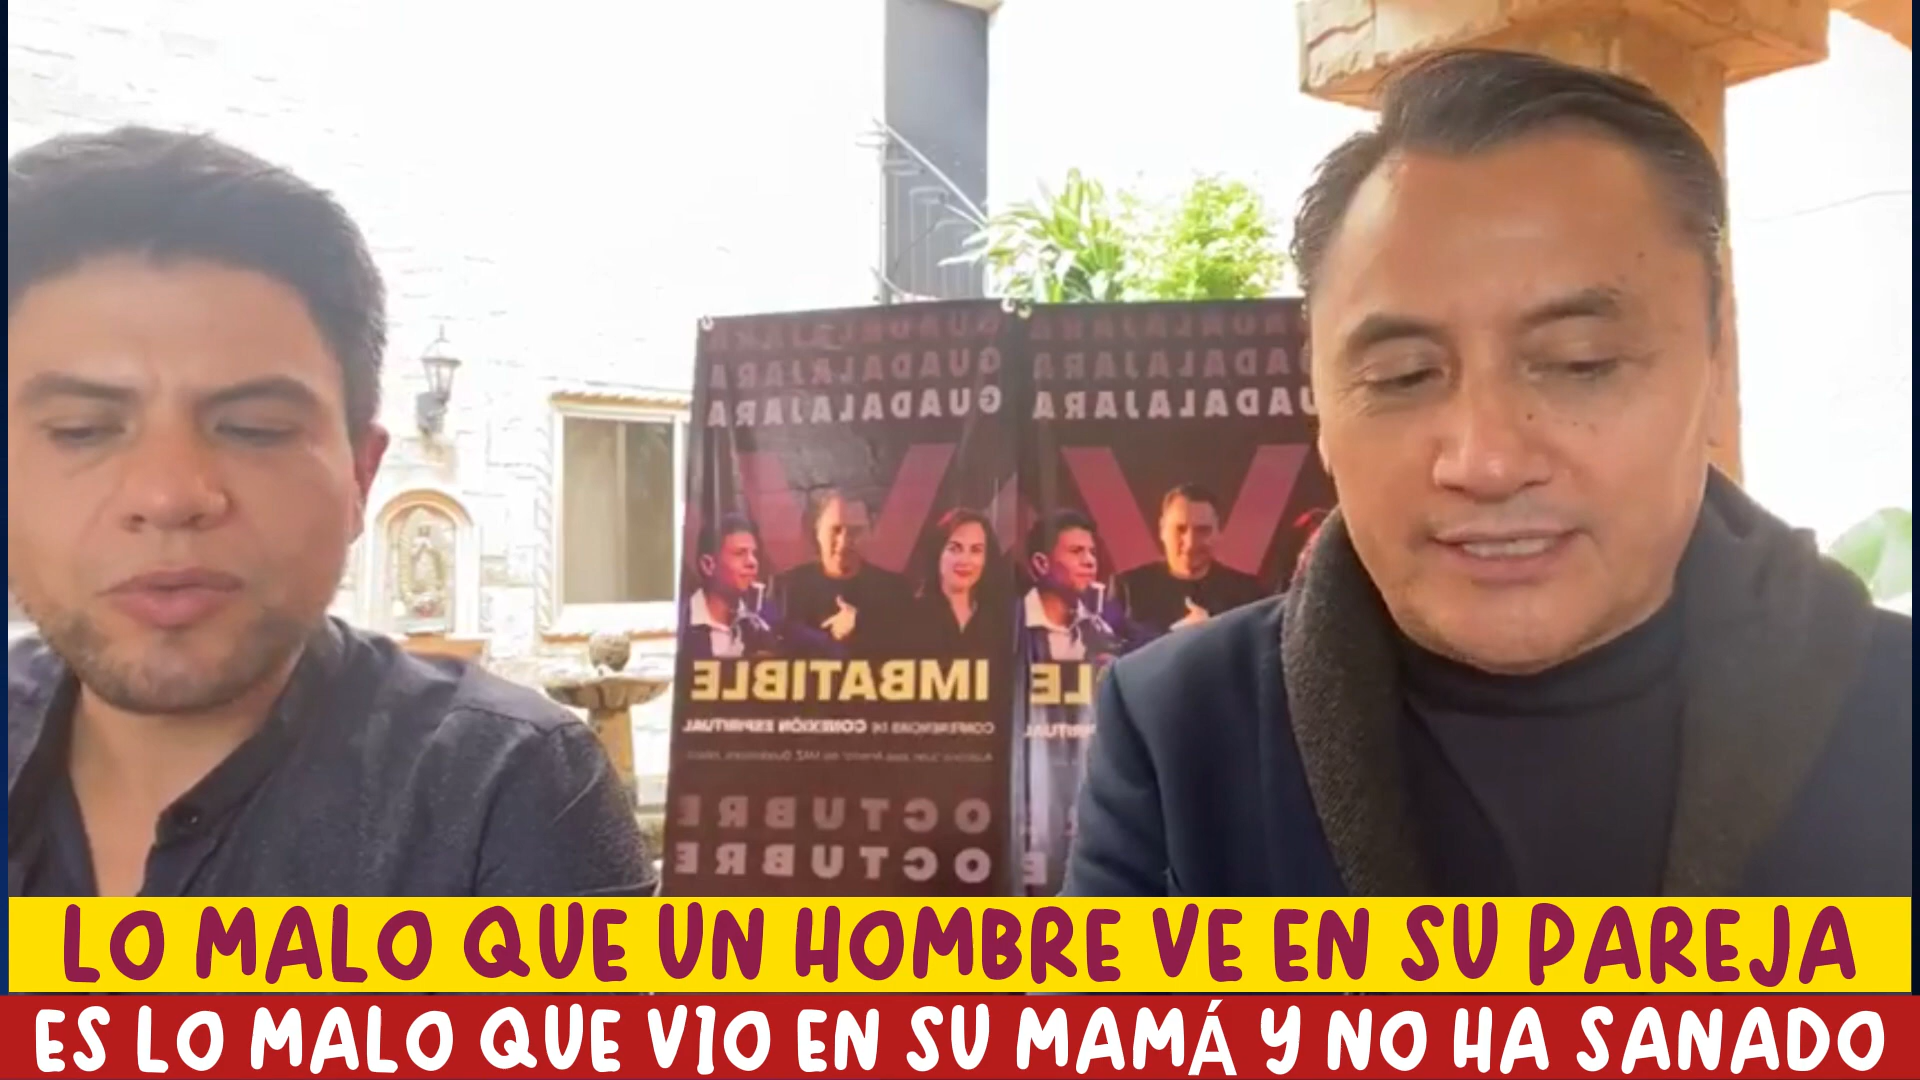 GUADALAJARA
GUADALAJARA
GUADALAJARA
IMBATIBLE
CONFERENCIAS DE CONEXIÓN ESPIRITUAL
OCTUBRE
OCTUBRE
GUADALAJARA
LO MALO QUE UN HOMBRE VE EN SU PAREJA
ES LO MALO QUE VIO EN SU MAMÁ Y NO HA SANADO